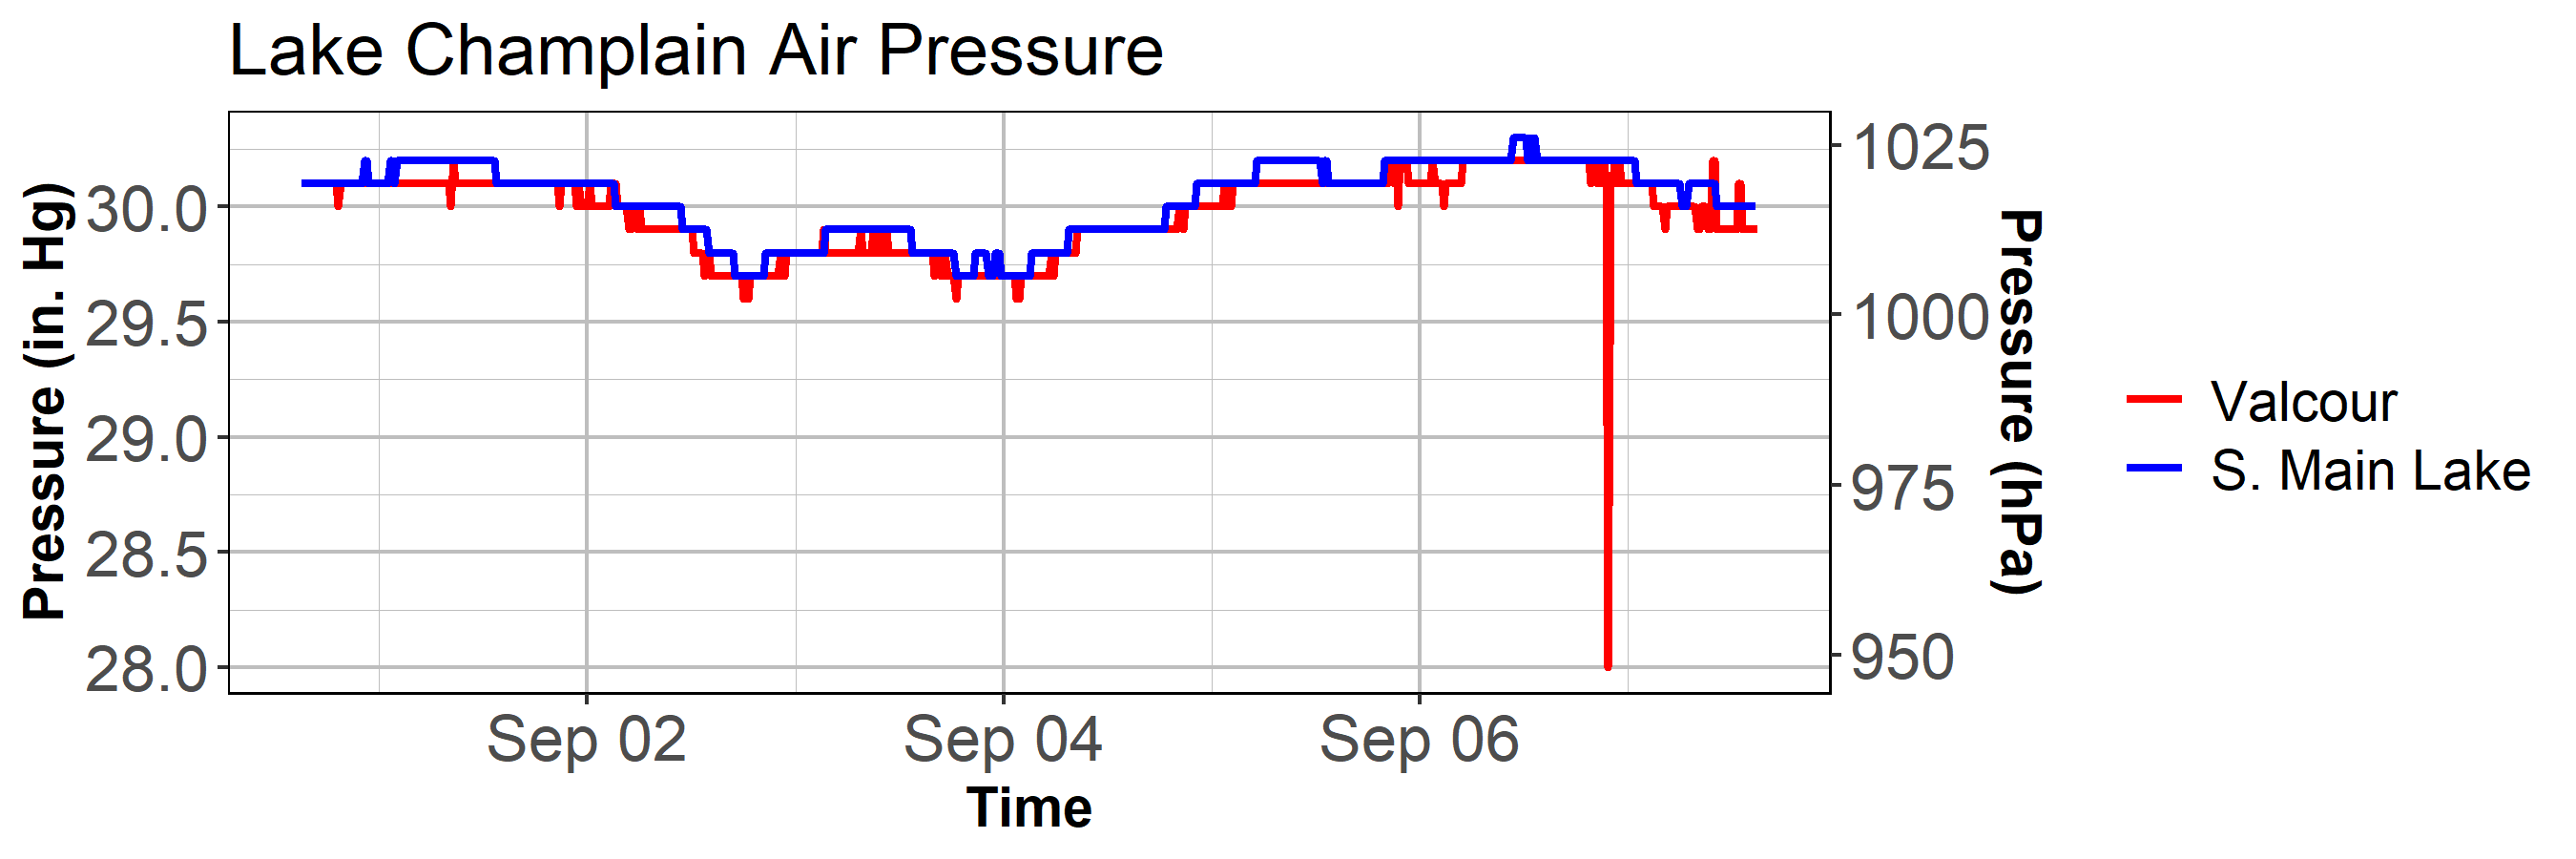 Lake Champlain Air Pressure
Pressure (in. Hg)
30.0
29.5
29.0
28.5
28.0
1025
1000
975
950
Pressure (hPa)
Valcour
S. Main Lake
Sep 02
Sep 04
Sep 06
Time